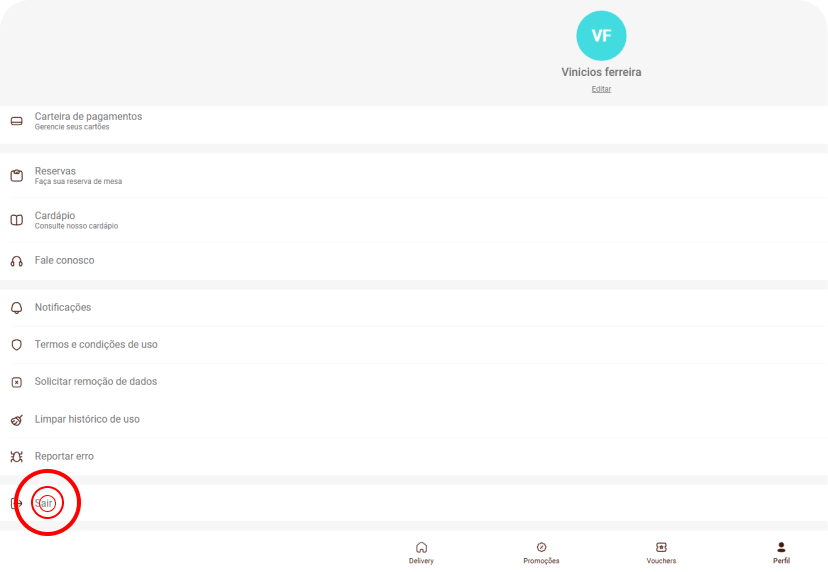 VF
Vinicios ferreira
Editar
Carteira de pagamentos
Gerencie seus cartões
Reservas
Faça sua reserva de mesa
Cardápio
Consulte nosso cardápio
Fale conosco
Notificações
Termos e condições de uso
Solicitar remoção de dados
Limpar histórico de uso
Reportar erro
Sair
Delivery
Promoções
Vouchers
Perfil